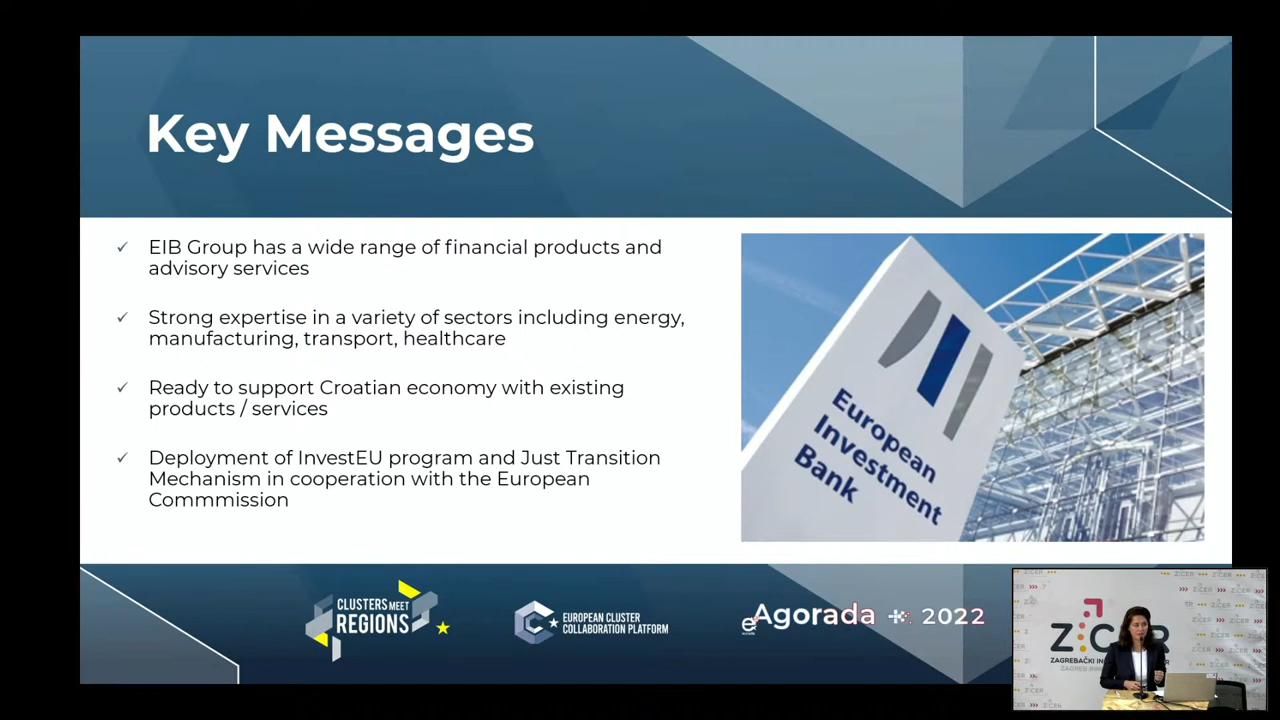 Key Messages
✓ EIB Group has a wide range of financial products and
advisory services
✓ Strong expertise in a variety of sectors including energy,
manufacturing, transport, healthcare
✓ Ready to support Croatian economy with existing
products / services
✓ Deployment of InvestEU program and Just Transition
Mechanism in cooperation with the European
Commmission
European
Investment
Bank
CLUSTERS MEET
REGIONS
EUROPEAN CLUSTER
COLLABORATION PLATFORM
Agorada 2022
ZICER
ZAGREBAČKI
ZAGREB